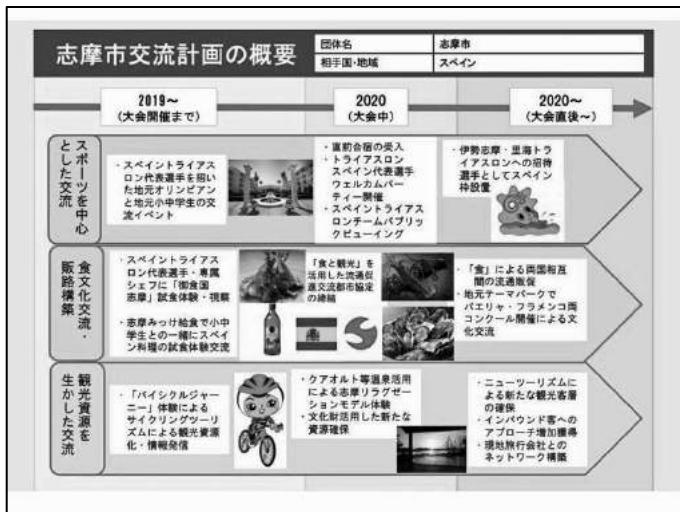 志摩市交流計画の概要
団体名
志摩市
相手国・地域
スペイン
2019～
(大会開催まで)
2020
(大会中)
2020～
(大会直後～)
スポーツを中心
とした交流
・スペイントライアス
ロン代表選手を招い
た地元オリンピアン
と地元小中学生の交
流イベント
・直前合宿の受入
・トライアスロン
スペイン代表選手
ウェルカムパー
ティー開催
・スペイントライアス
ロンチームパブリッ
クビューイング
・伊勢志摩・里海トラ
イアスロンへの招待
選手としてスペイン
枠設置
食文化交流・
販路構築
・スペイントライアス
ロン代表選手・専属
シェフに「御食国
志摩」試食体験・視察
・志摩みっけ給食で小中
学生との一緒にスペイ
ン料理の試食体験交流
「食と観光」を
活用した流通促
進交流都市協定
の締結
・「食」による両国相互
間の流通販促
・地元テーマパークで
パエリャ・フラメンコ両
コンクール開催による文
化交流
観光資源を
生かした交流
・「バイシクルジャー
ニー」体験による
サイクリングツーリ
ズムによる観光資源
化・情報発信
・クアオルト等温泉活用
による志摩リラグゼー
ションモデル体験
・文化財活用した新たな
資源確保
・ニューツーリズムに
よる新たな観光客層
の確保
・インバウンド客への
アプローチ増加獲得
・現地旅行会社との
ネットワーク構築